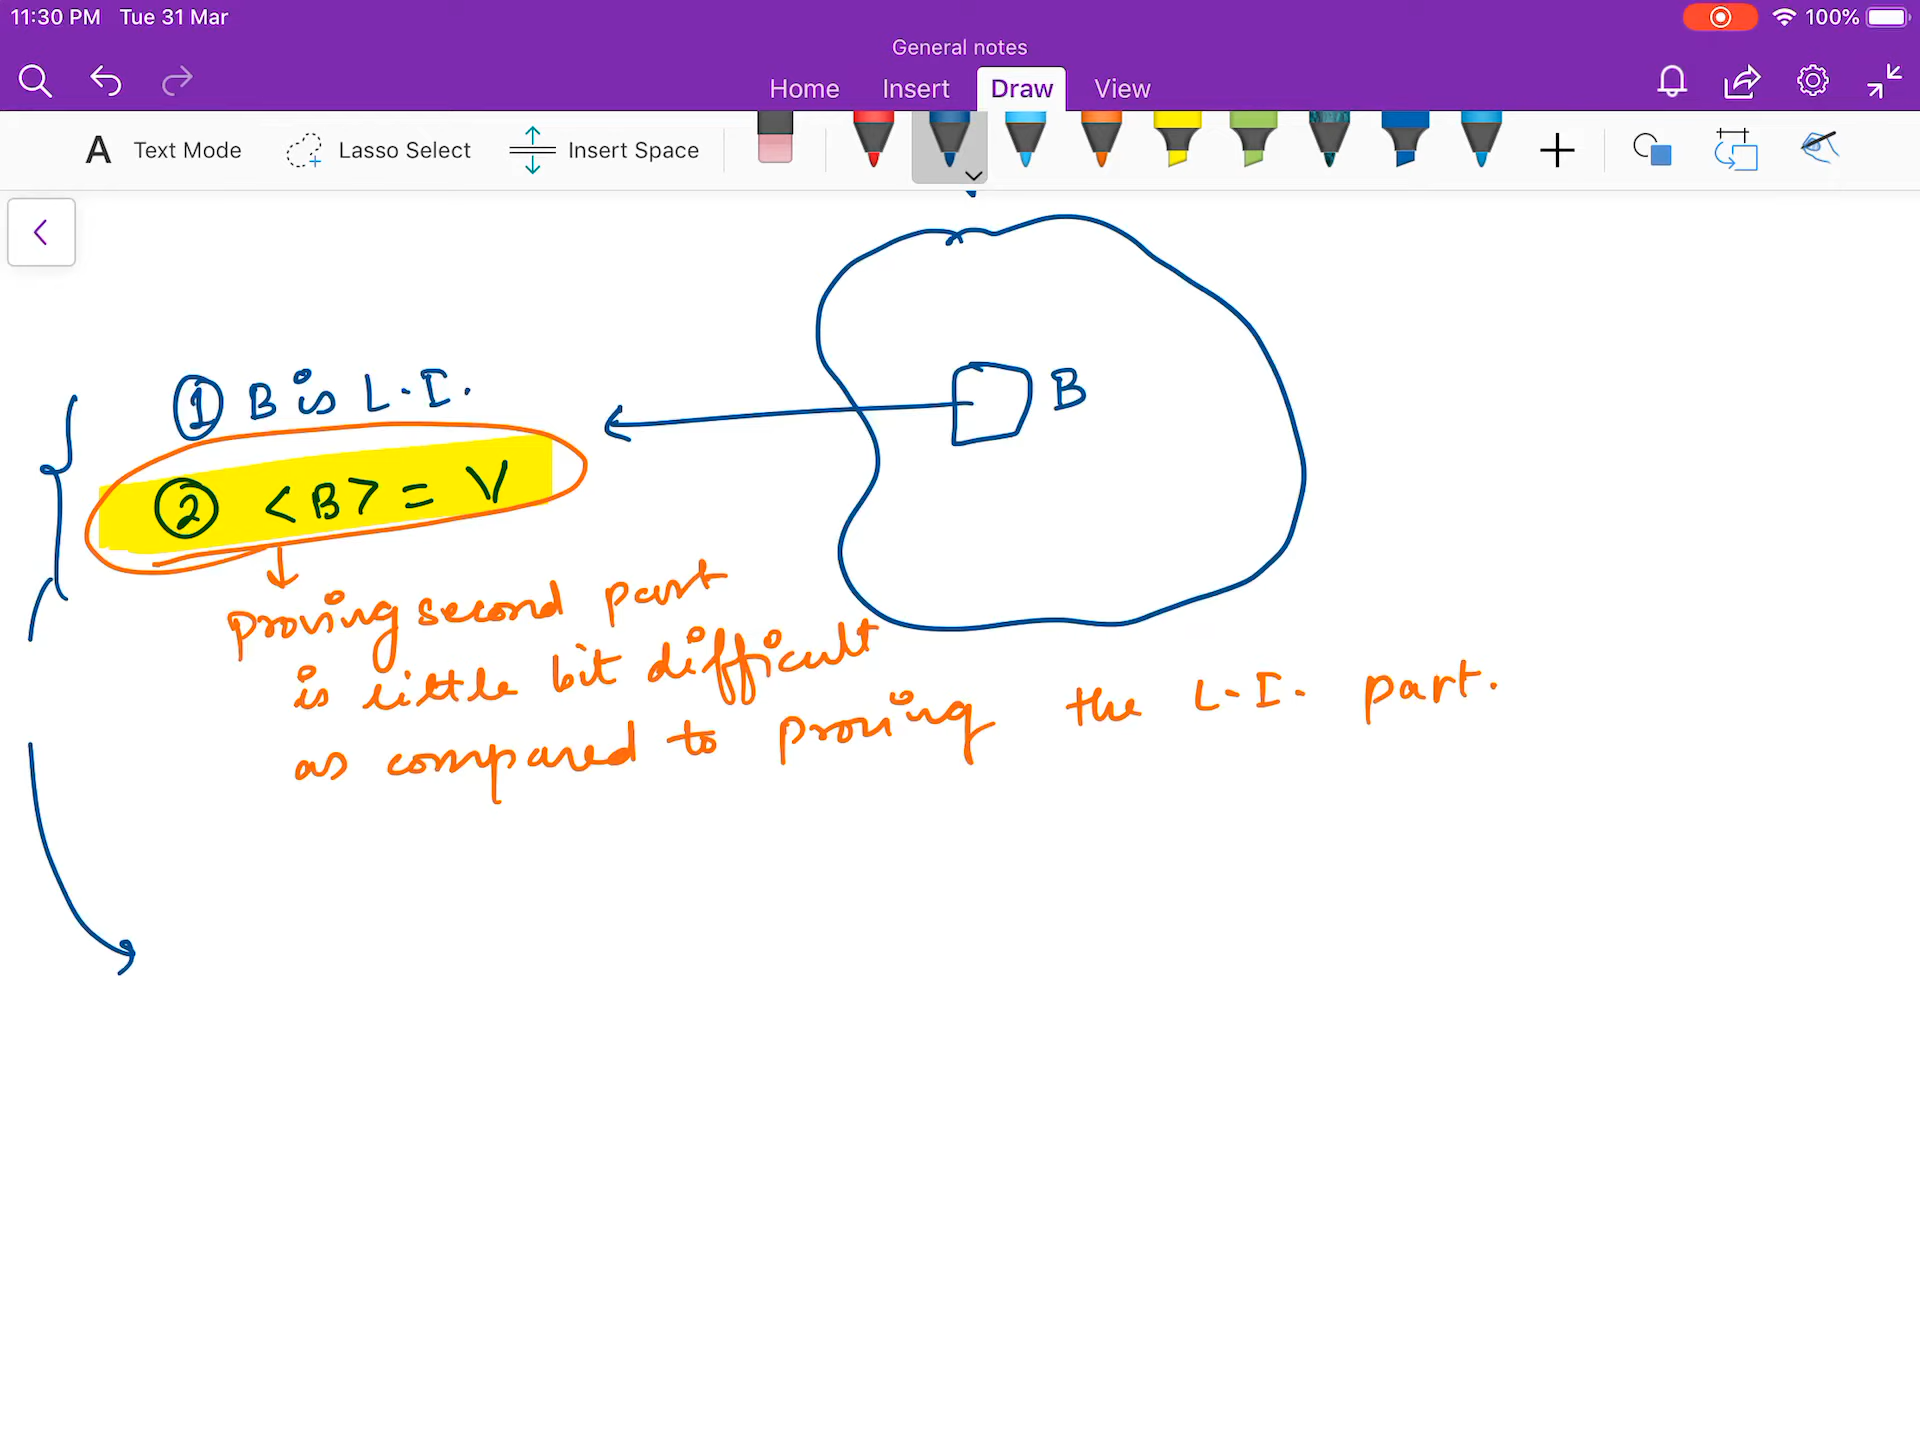 11:30 PM Tue 31 Mar
100%
General notes
Home Insert Draw View
A Text Mode Lasso Select Insert Space
① B is L.I.
B
② <B> = V
proving second part
is little bit difficult
as compared to proving the L.I. part.